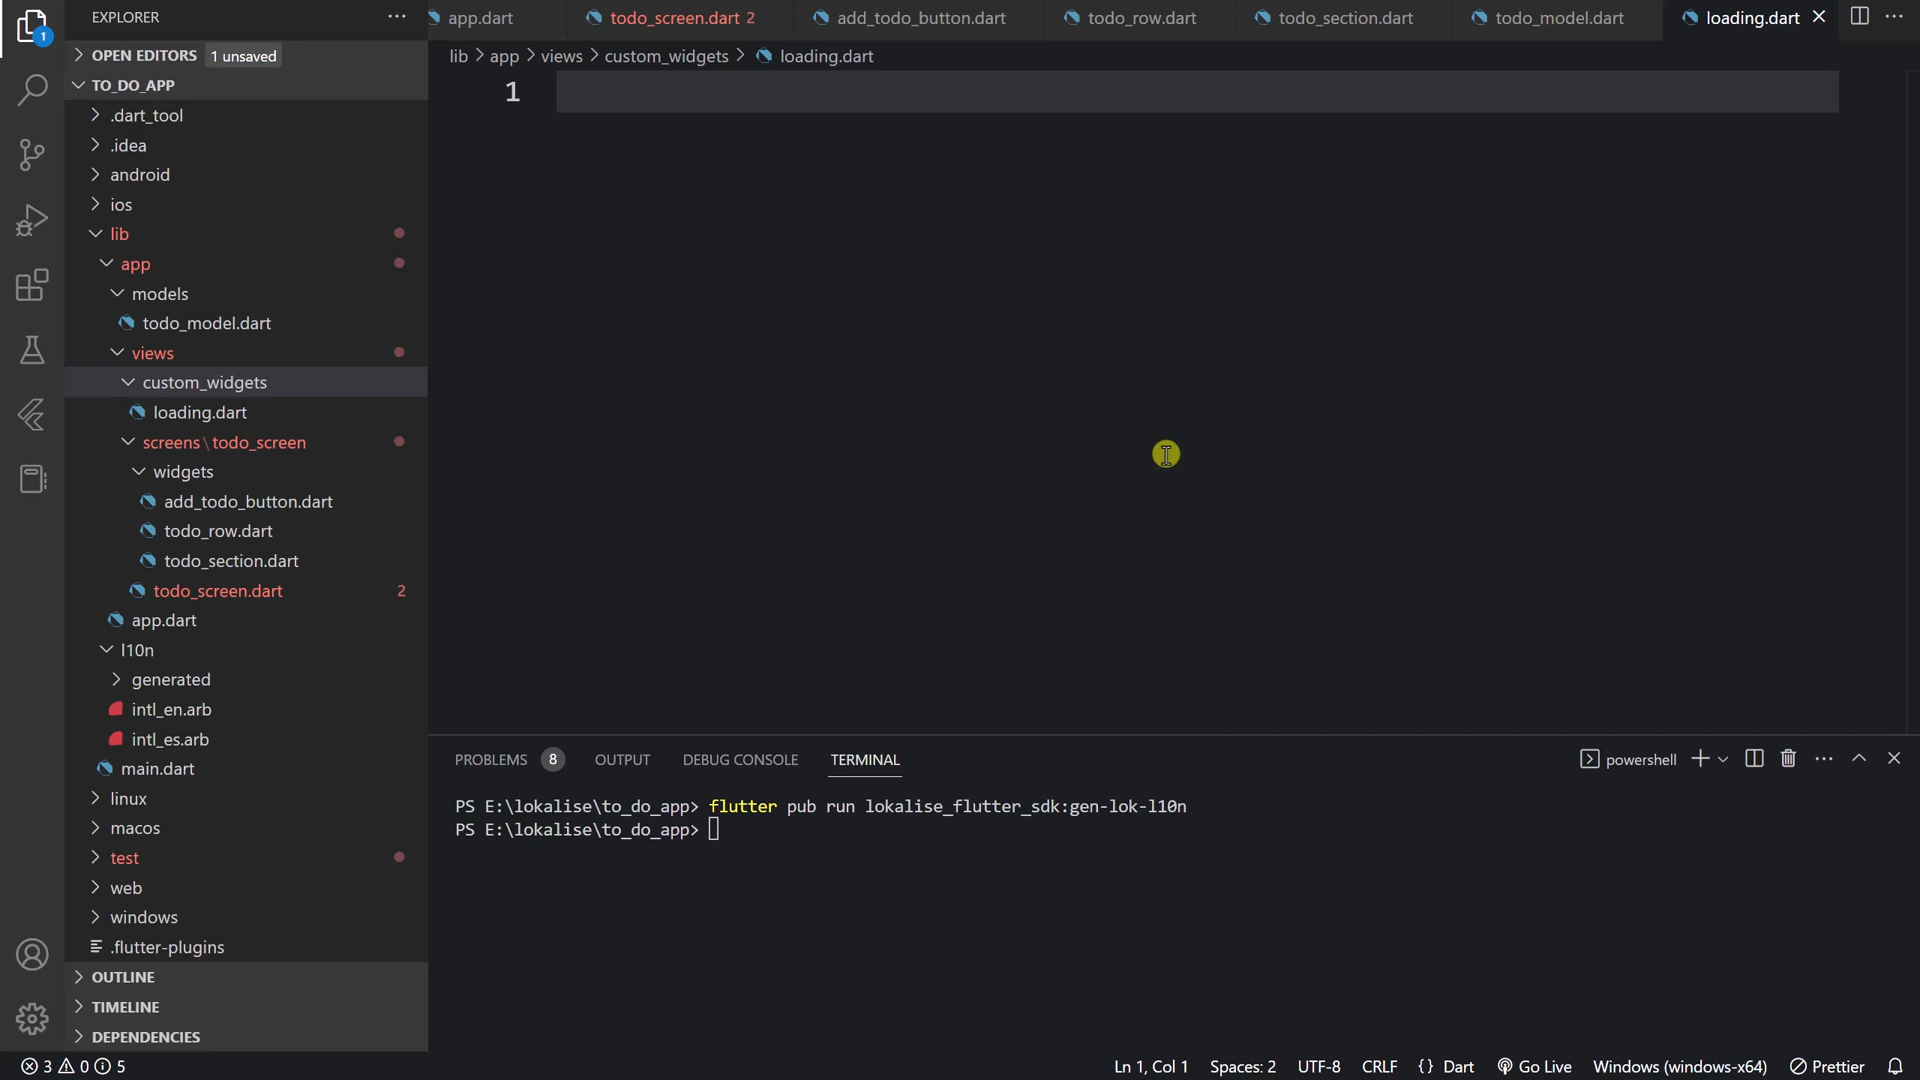 EXPLORER
app.dart
todo_screen.dart 2
add_todo_button.dart
todo_row.dart
todo_section.dart
todo_model.dart
loading.dart
1
OPEN EDITORS 1 unsaved
lib > app > views > custom_widgets > loading.dart
TO_DO_APP
1
.dart_tool
.idea
android
ios
lib
app
models
todo_model.dart
views
custom_widgets
loading.dart
screens\todo_screen
widgets
add_todo_button.dart
todo_row.dart
todo_section.dart
todo_screen.dart 2
app.dart
l10n
generated
intl_en.arb
intl_es.arb
main.dart
linux
macos
test
web
windows
.flutter-plugins
OUTLINE
TIMELINE
DEPENDENCIES
PROBLEMS 8 OUTPUT DEBUG CONSOLE TERMINAL powershell
PS E:\lokalise\to_do_app> flutter pub run lokalise_flutter_sdk:gen-lok-l10n
PS E:\lokalise\to_do_app>
3 0 5 Ln 1, Col 1 Spaces: 2 UTF-8 CRLF {} Dart Go Live Windows (windows-x64) Prettier